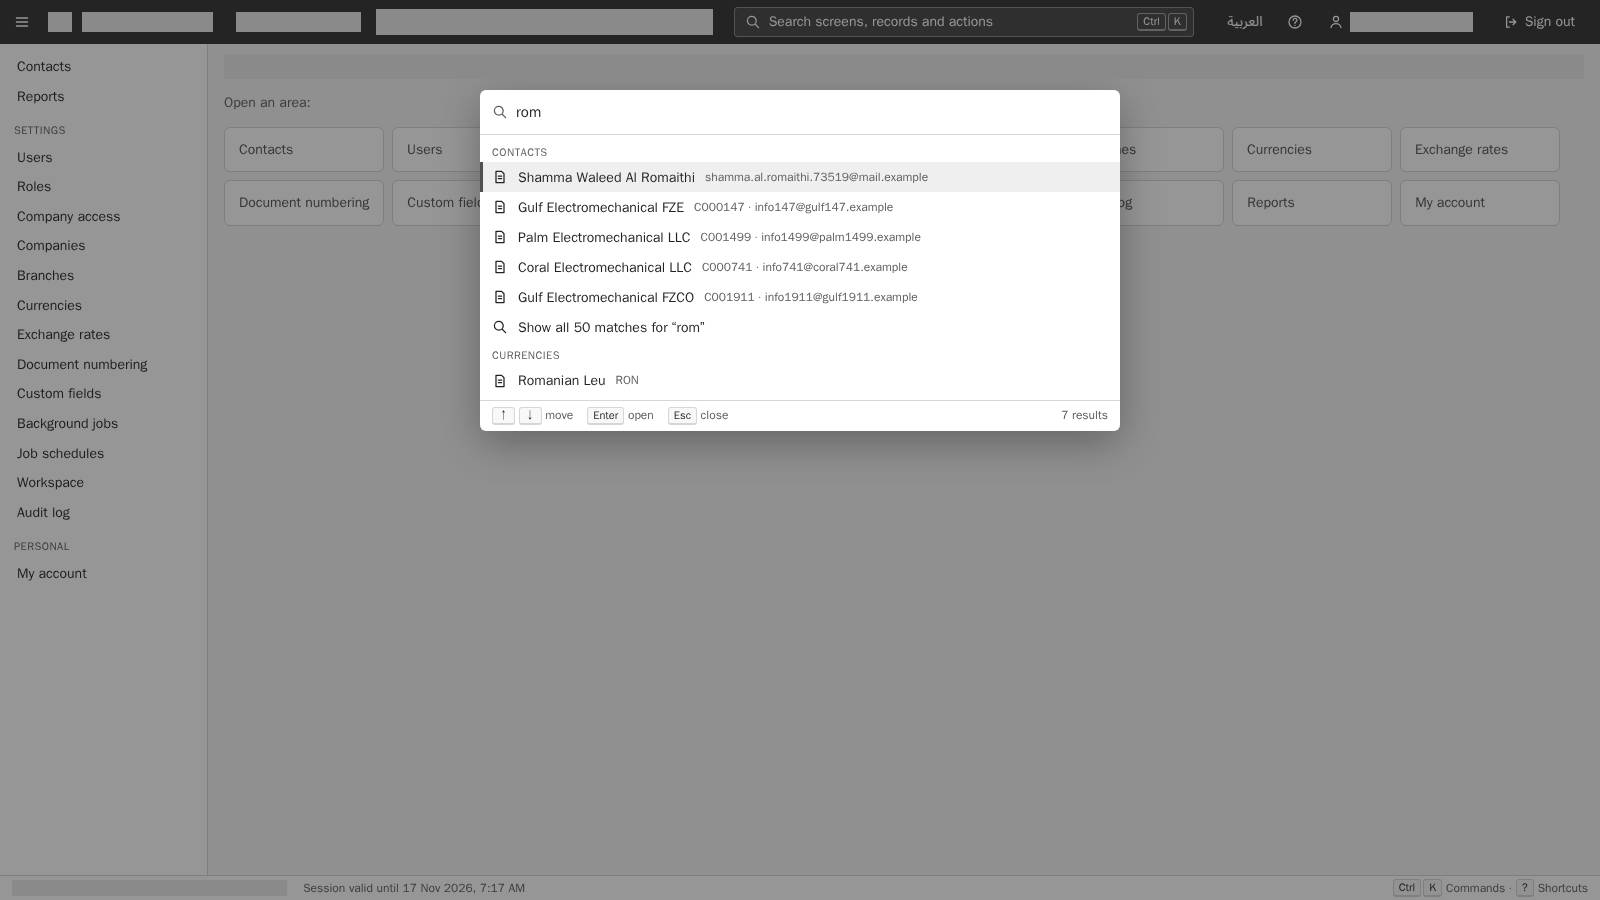 Search screens, records and actions Ctrl K العربية Sign out
Contacts
Reports
SETTINGS
Users
Roles
Company access
Companies
Branches
Currencies
Exchange rates
Document numbering
Custom fields
Background jobs
Job schedules
Workspace
Audit log
PERSONAL
My account
Open an area:
Contacts Users Currencies Exchange rates
Document numbering Reports My account
rom
CONTACTS
Shamma Waleed Al Romaithi shamma.al.romaithi.73519@mail.example
Gulf Electromechanical FZE C000147 · info147@gulf147.example
Palm Electromechanical LLC C001499 · info1499@palm1499.example
Coral Electromechanical LLC C000741 · info741@coral741.example
Gulf Electromechanical FZCO C001911 · info1911@gulf1911.example
Show all 50 matches for “rom”
CURRENCIES
Romanian Leu RON
↑ ↓ move Enter open Esc close 7 results
Session valid until 17 Nov 2026, 7:17 AM Ctrl K Commands · ? Shortcuts